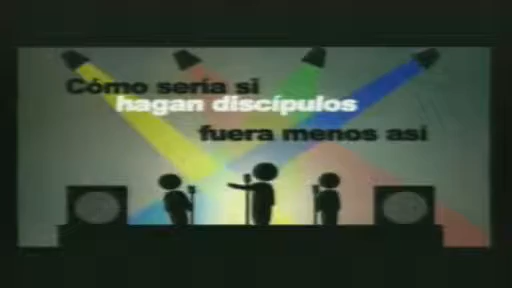 Cómo sería si
hagan discípulos
fuera menos así